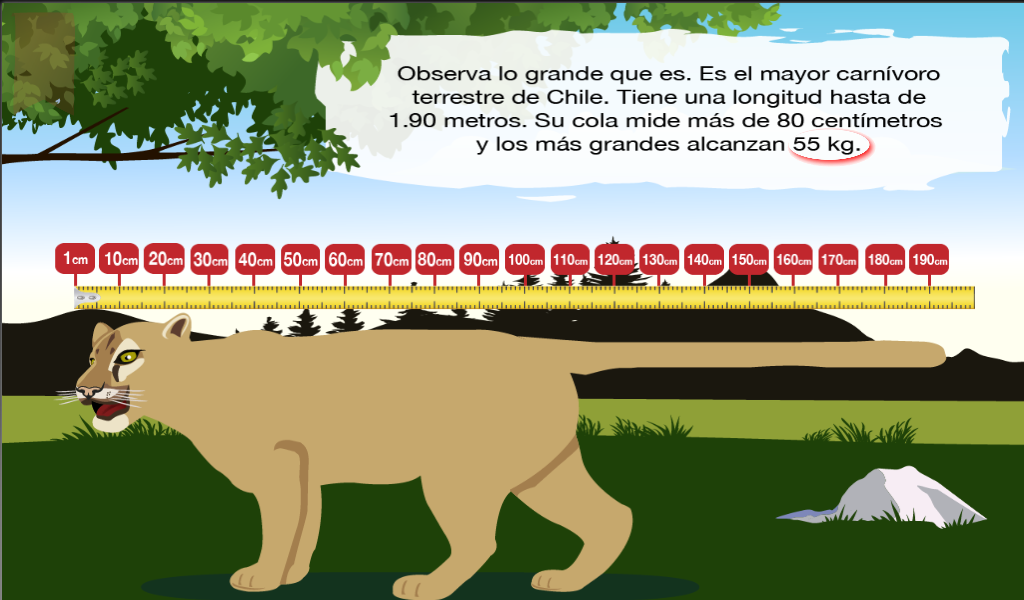 Observa lo grande que es. Es el mayor carnívoro
terrestre de Chile. Tiene una longitud hasta de
1.90 metros. Su cola mide más de 80 centímetros
y los más grandes alcanzan 55 kg.
1cm 10cm 20cm 30cm 40cm 50cm 60cm 70cm 80cm 90cm 100cm 110cm 120cm 130cm 140cm 150cm 160cm 170cm 180cm 190cm